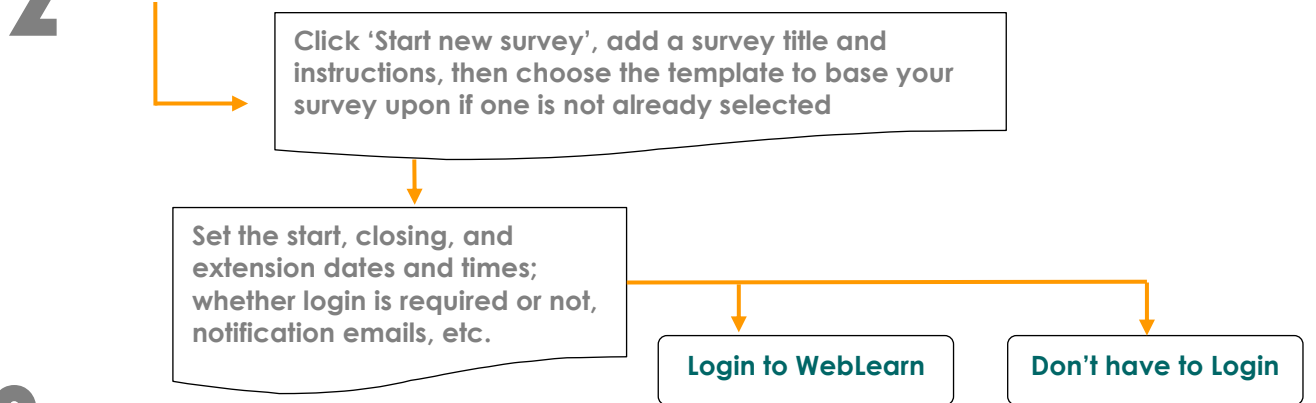 2
Click ‘Start new survey’, add a survey title and
instructions, then choose the template to base your
survey upon if one is not already selected
Set the start, closing, and
extension dates and times;
whether login is required or not,
notification emails, etc.
Login to WebLearn
Don’t have to Login